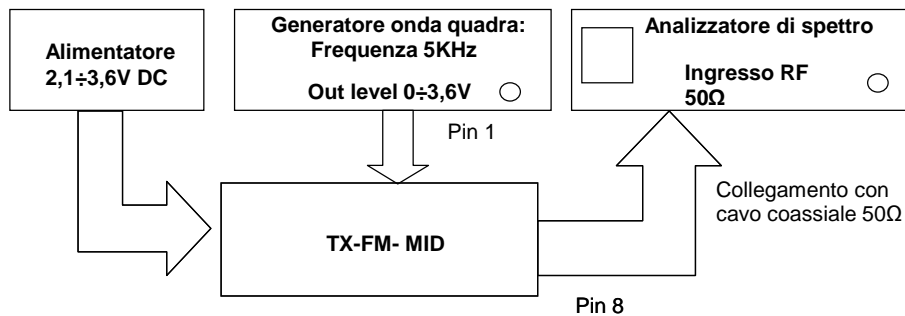 Alimentatore
2,1÷3,6V DC
Generatore onda quadra:
Frequenza 5KHz
Out level 0÷3,6V
Analizzatore di spettro
Ingresso RF
50Ω
Pin 1
Collegamento con
cavo coassiale 50Ω
TX-FM- MID
Pin 8